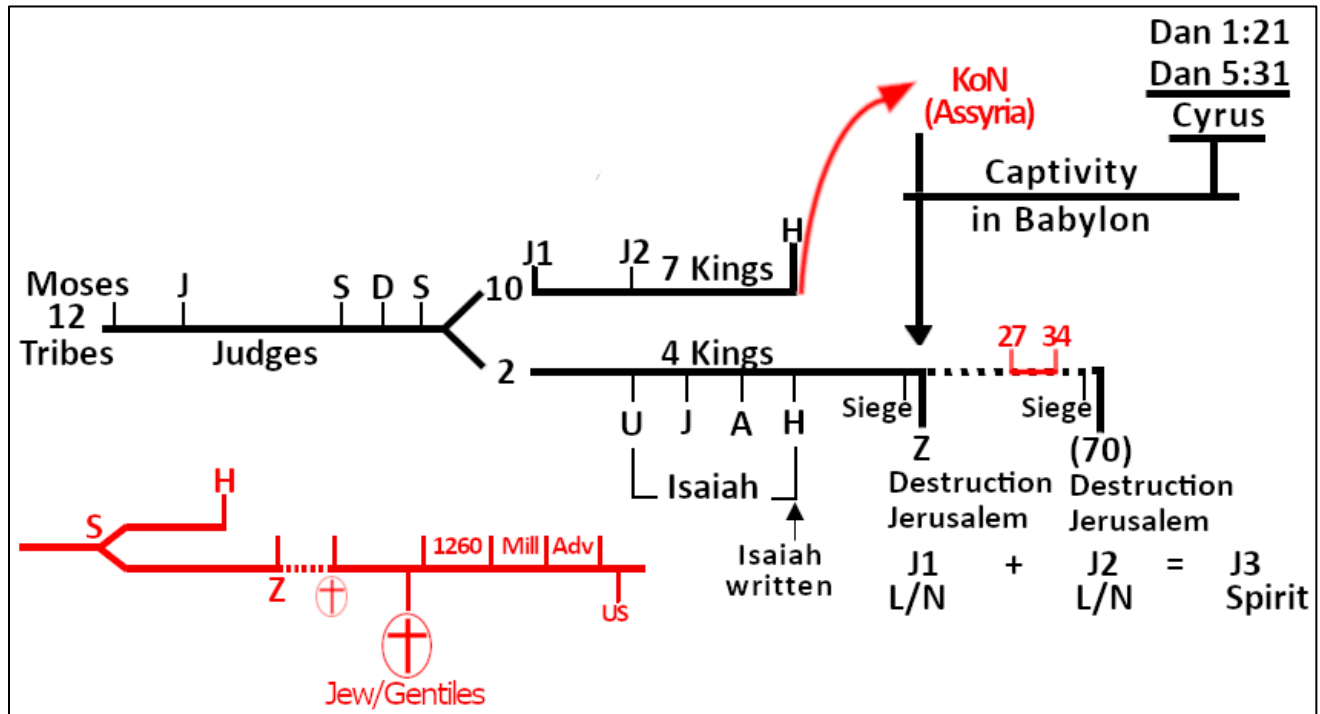 Dan 1:21
Dan 5:31
Cyrus
KoN
(Assyria)
Captivity
in Babylon
Moses
12
Tribes
J
Judges
S D S
10
J1
J2
7 Kings
H
2
4 Kings
U J A H
Isaiah
Isaiah
written
Siege
Z
27 34
Siege
(70)
Destruction
Jerusalem
Destruction
Jerusalem
J1 + J2 = J3
L/N L/N Spirit
S
H
Z
1260 Mill Adv
US
Jew/Gentiles